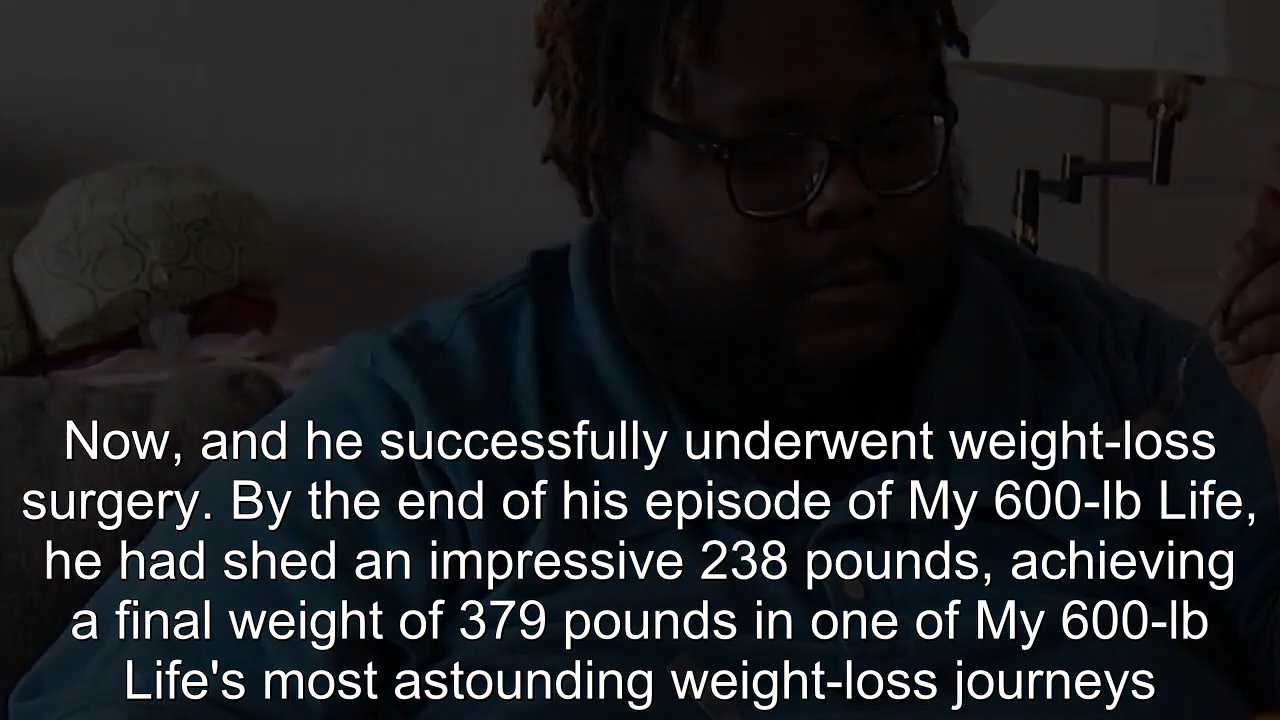 Now, and he successfully underwent weight-loss
surgery. By the end of his episode of My 600-lb Life,
he had shed an impressive 238 pounds, achieving
a final weight of 379 pounds in one of My 600-lb
Life's most astounding weight-loss journeys